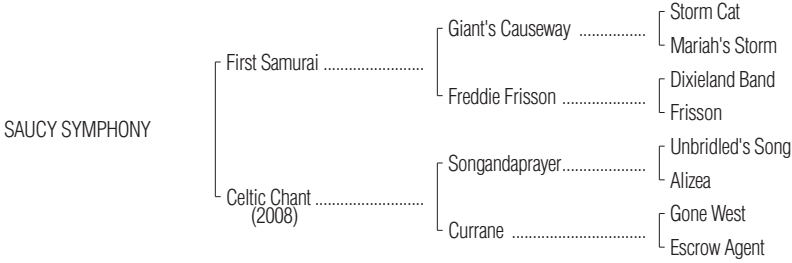 Storm Cat
Giant's Causeway ................
Mariah's Storm
First Samurai ........................
Dixieland Band
Freddie Frisson ....................
Frisson
SAUCY SYMPHONY
Unbridled's Song
Songandaprayer....................
Alizea
Celtic Chant ..........................
(2008)
Gone West
Currane ................................
Escrow Agent